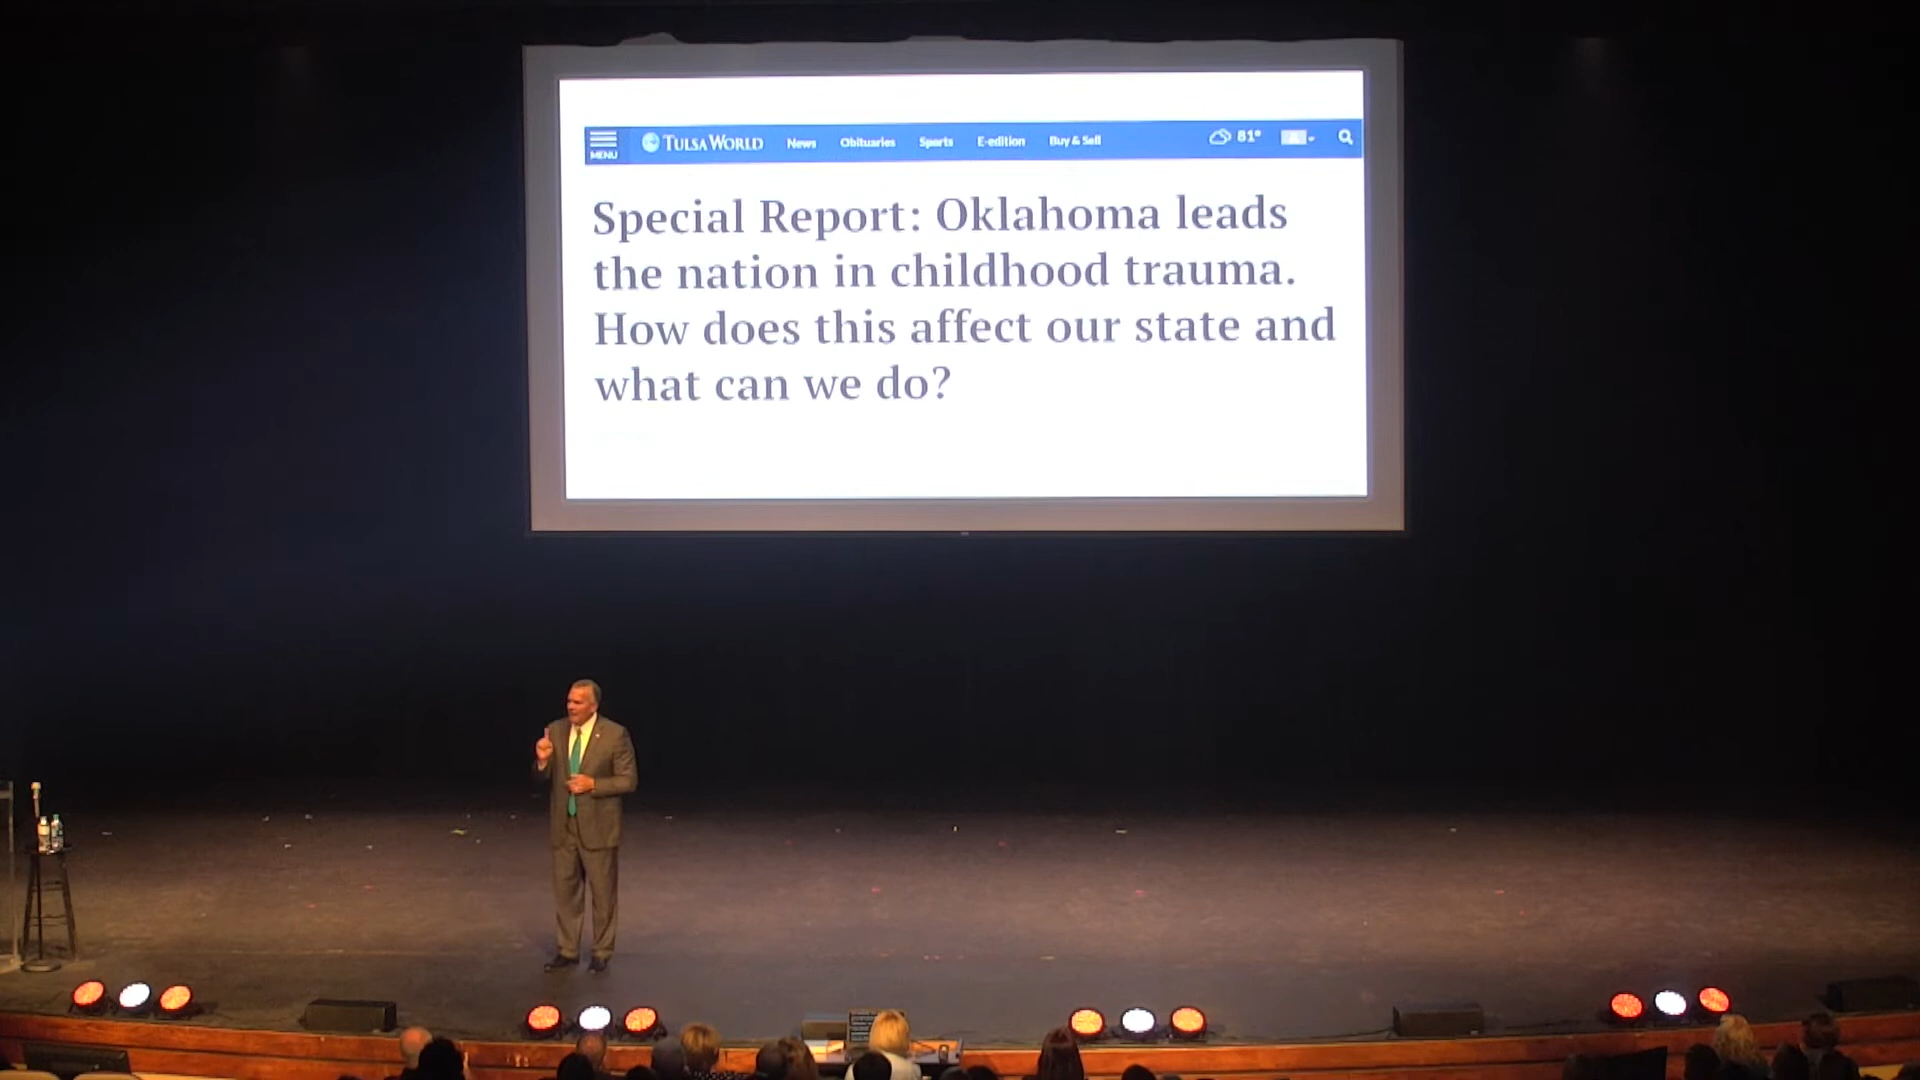 MENU
TULSA WORLD News Obituaries Sports E-edition Buy & Sell 81°
Special Report: Oklahoma leads
the nation in childhood trauma.
How does this affect our state and
what can we do?